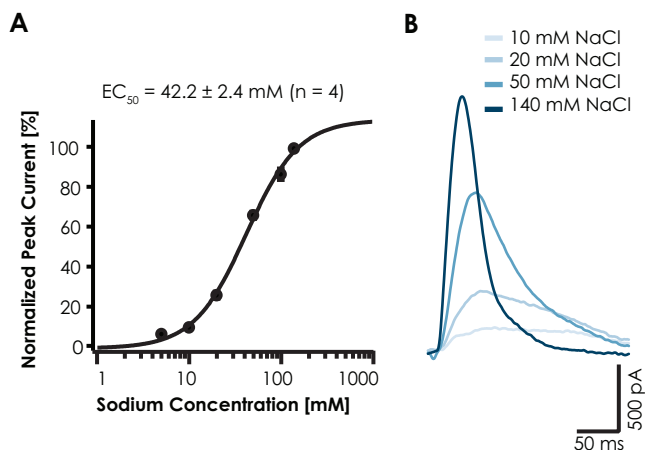 A
EC50 = 42.2 ± 2.4 mM (n = 4)
Normalized Peak Current [%]
100
80
60
40
20
0
1 10 100 1000
Sodium Concentration [mM]
B
10 mM NaCl
20 mM NaCl
50 mM NaCl
140 mM NaCl
500 pA
50 ms